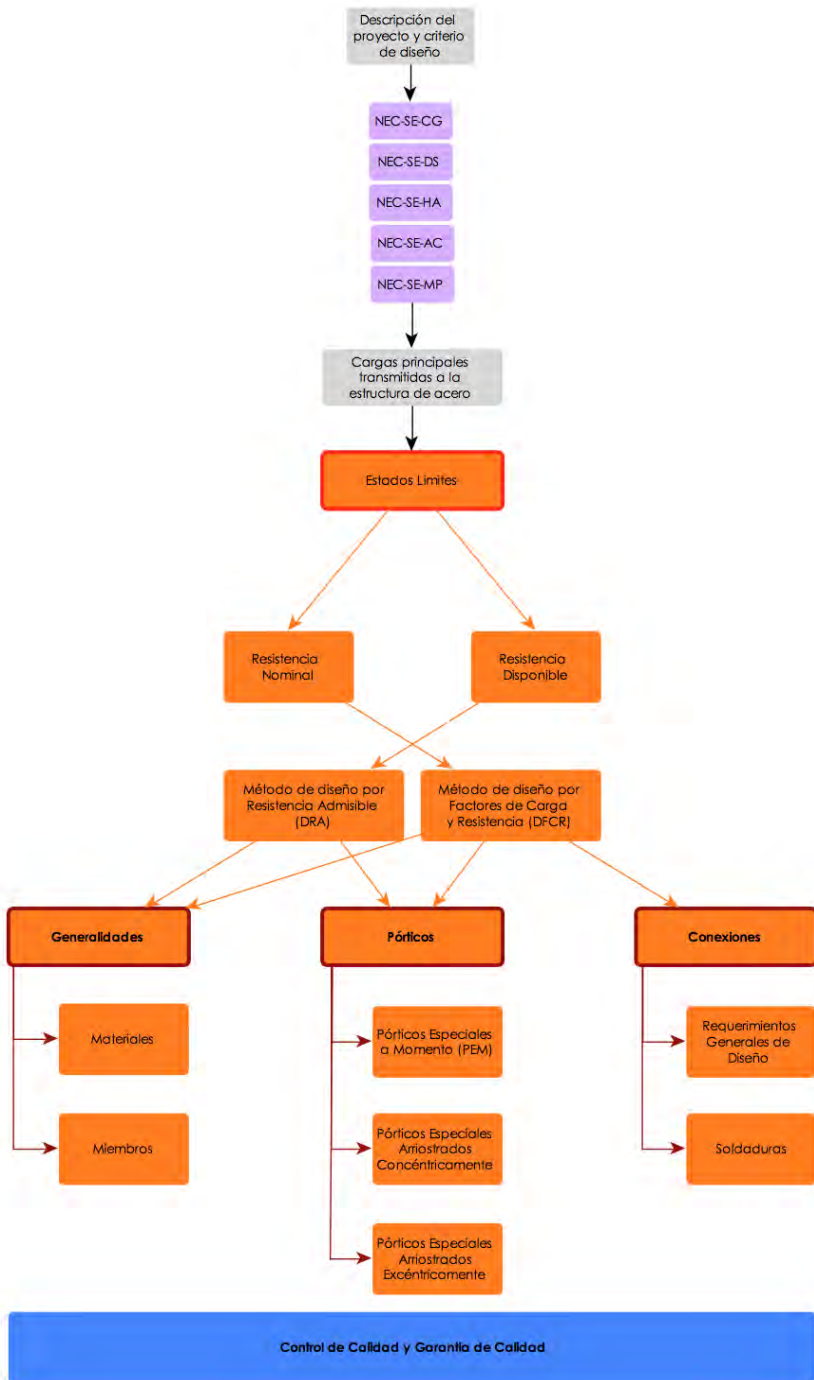 Descripción del
proyecto y criterio
de diseño
NEC-SE-CG
NEC-SE-DS
NEC-SE-HA
NEC-SE-AC
NEC-SE-MP
Cargas principales
transmitidas a la
estructura de acero
Estados Limites
Resistencia
Nominal
Resistencia
Disponible
Método de diseño por
Resistencia Admisible
(DRA)
Método de diseño por
Factores de Carga
y Resistencia (DFCR)
Generalidades
Pórticos
Conexiones
Materiales
Pórticos Especiales
a Momento (PEM)
Requerimientos
Generales de
Diseño
Miembros
Pórticos Especiales
Arriostrados
Concéntricamente
Soldaduras
Pórticos Especiales
Arriostrados
Excéntricamente
Control de Calidad y Garantía de Calidad